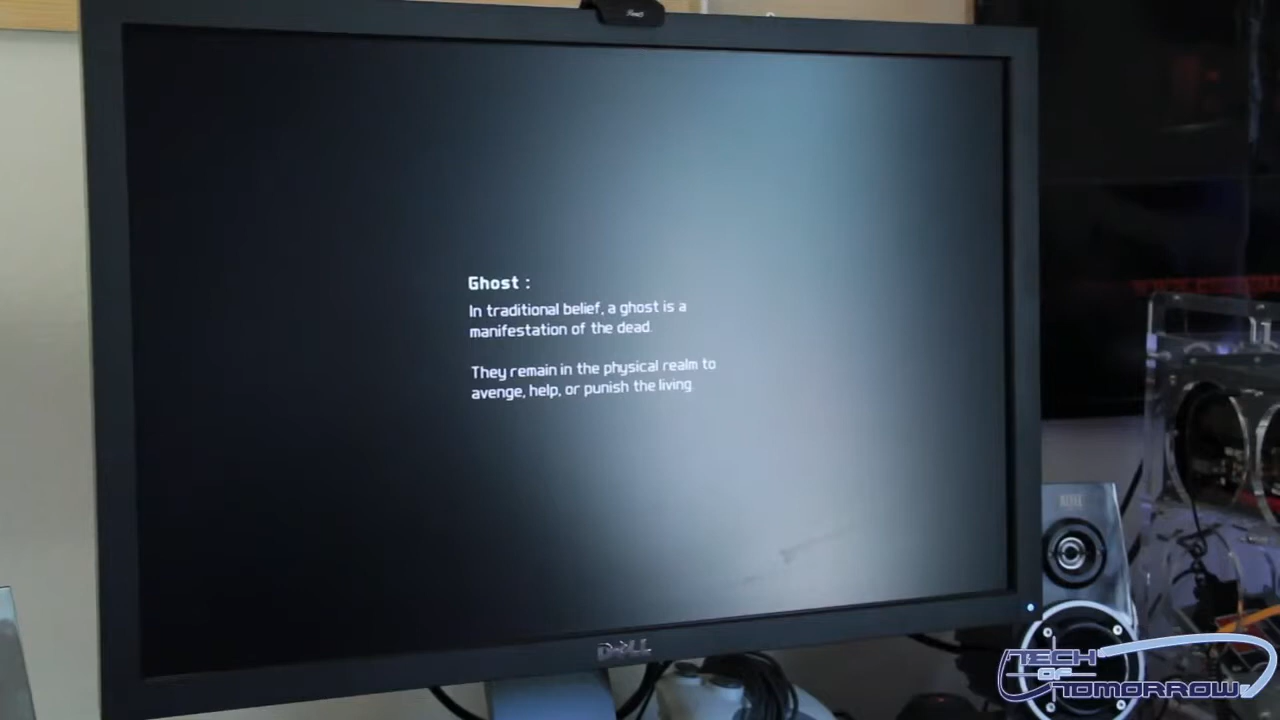 Ghost :
In traditional belief, a ghost is a
manifestation of the dead.
They remain in the physical realm to
avenge, help, or punish the living.
DELL
TECH
OF
TOMORROW